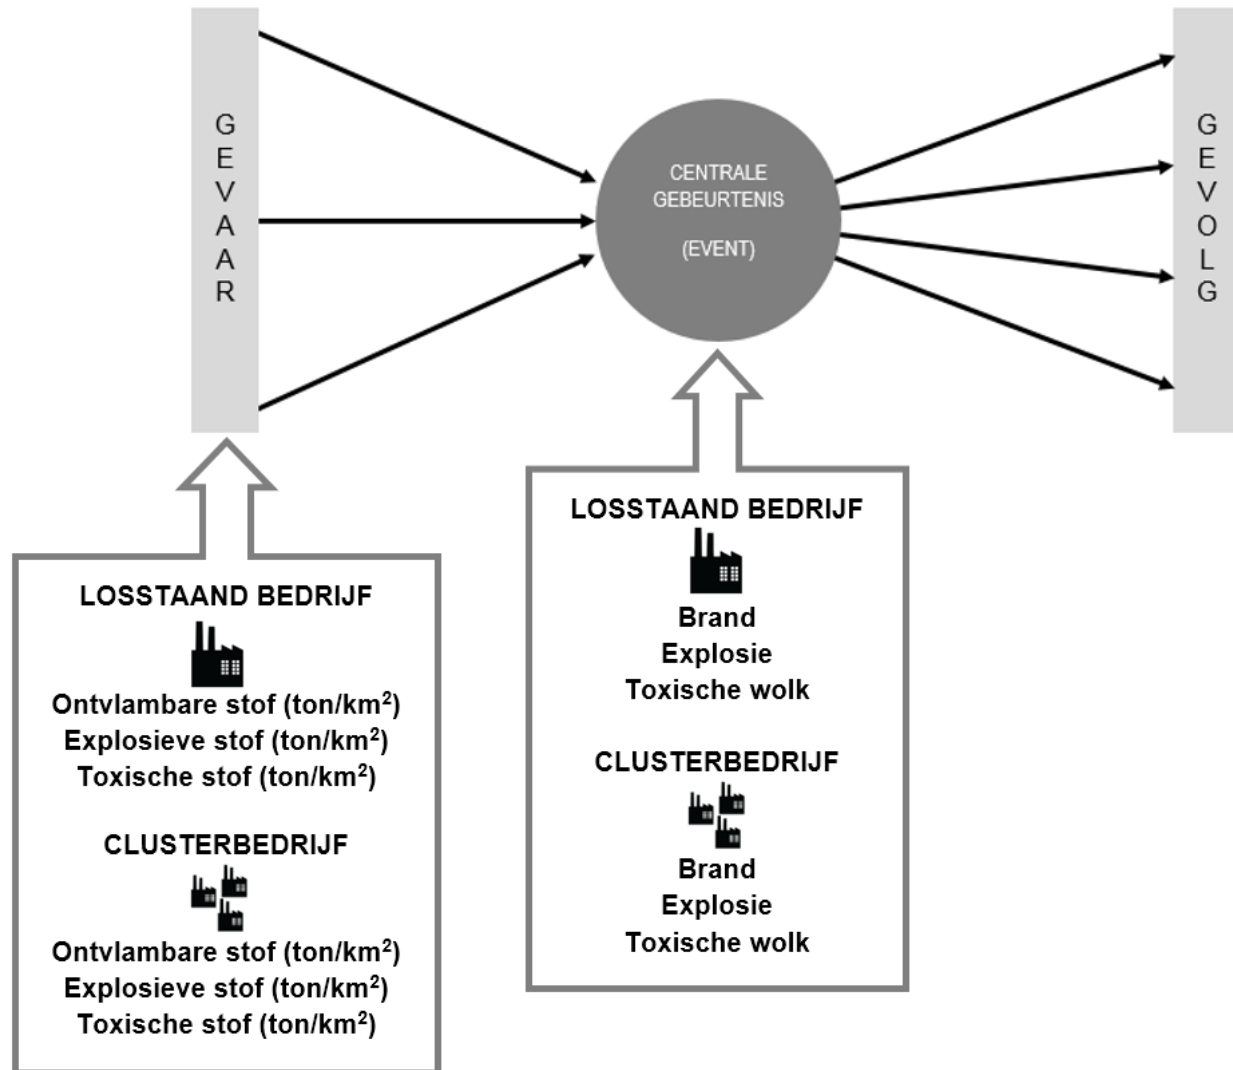 GEVAAR
CENTRALE
GEBEURTENIS
(EVENT)
GEVOLG
LOSSTAAND BEDRIJF
Ontvlambare stof (ton/km²)
Explosieve stof (ton/km²)
Toxische stof (ton/km²)
CLUSTERBEDRIJF
Ontvlambare stof (ton/km²)
Explosieve stof (ton/km²)
Toxische stof (ton/km²)
LOSSTAAND BEDRIJF
Brand
Explosie
Toxische wolk
CLUSTERBEDRIJF
Brand
Explosie
Toxische wolk